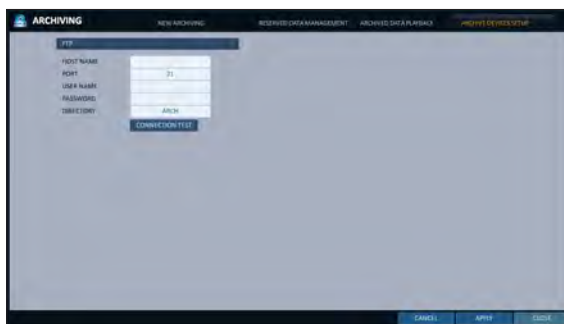 ARCHIVING NEW ARCHIVING RESERVED DATA MANAGEMENT ARCHIVED DATA PLAYBACK ARCHIVE DEVICE SETUP
FTP
HOST NAME
PORT 21
USER NAME
PASSWORD
DIRECTORY ARCH
CONNECTION TEST
CANCEL APPLY CLOSE